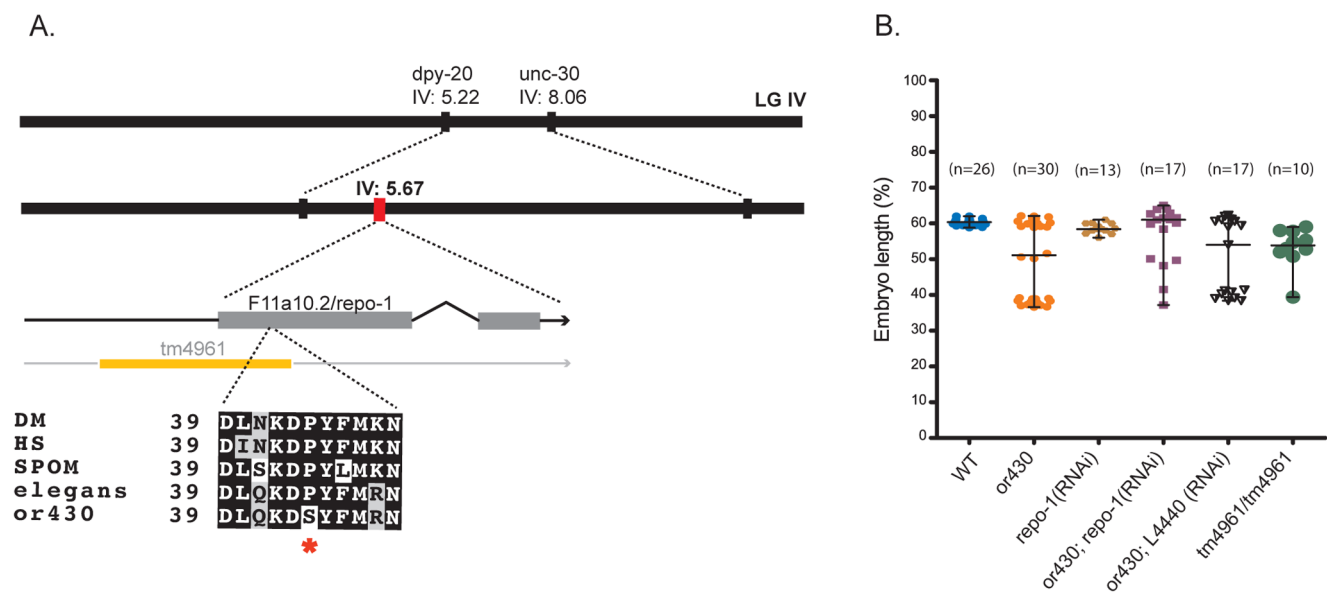 A.
dpy-20
IV: 5.22
unc-30
IV: 8.06
LG IV
IV: 5.67
F11a10.2/repo-1
tm4961
DM 39 DLNKDPYFMKN
HS 39 DINKDPYFMKN
SPOM 39 DLSKDPYLMKN
elegans 39 DLQKDPYFMRN
or430 39 DLQKDSYFMRN
*
B.
Embryo length (%)
100
90
80
70
60
50
40
30
20
10
0
(n=26) (n=30) (n=13) (n=17) (n=17) (n=10)
WT
or430
repo-1(RNAi)
or430; repo-1(RNAi)
or430; L4440 (RNAi)
tm4961/tm4961